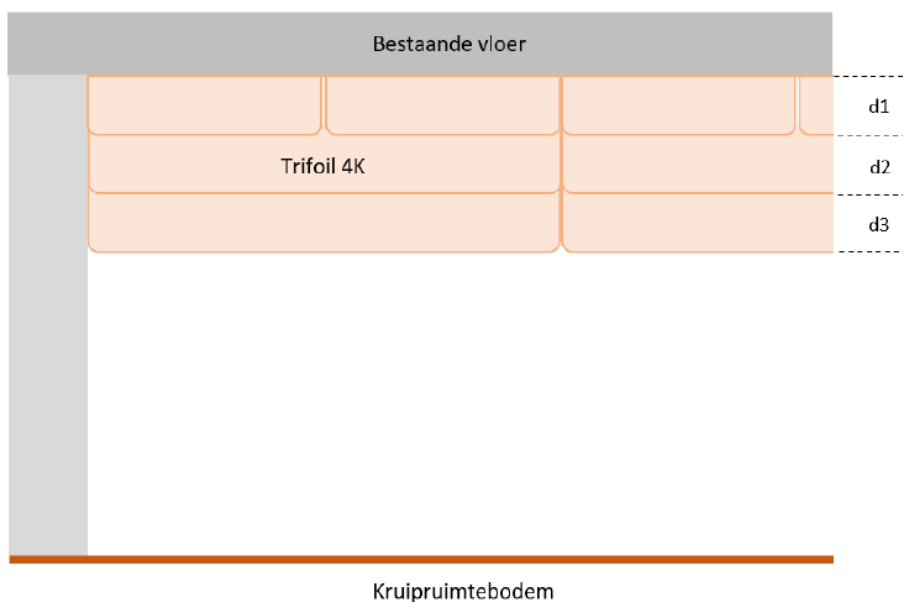 Bestaande vloer
d1
Trifoil 4K
d2
d3
Kruipruimtebodem